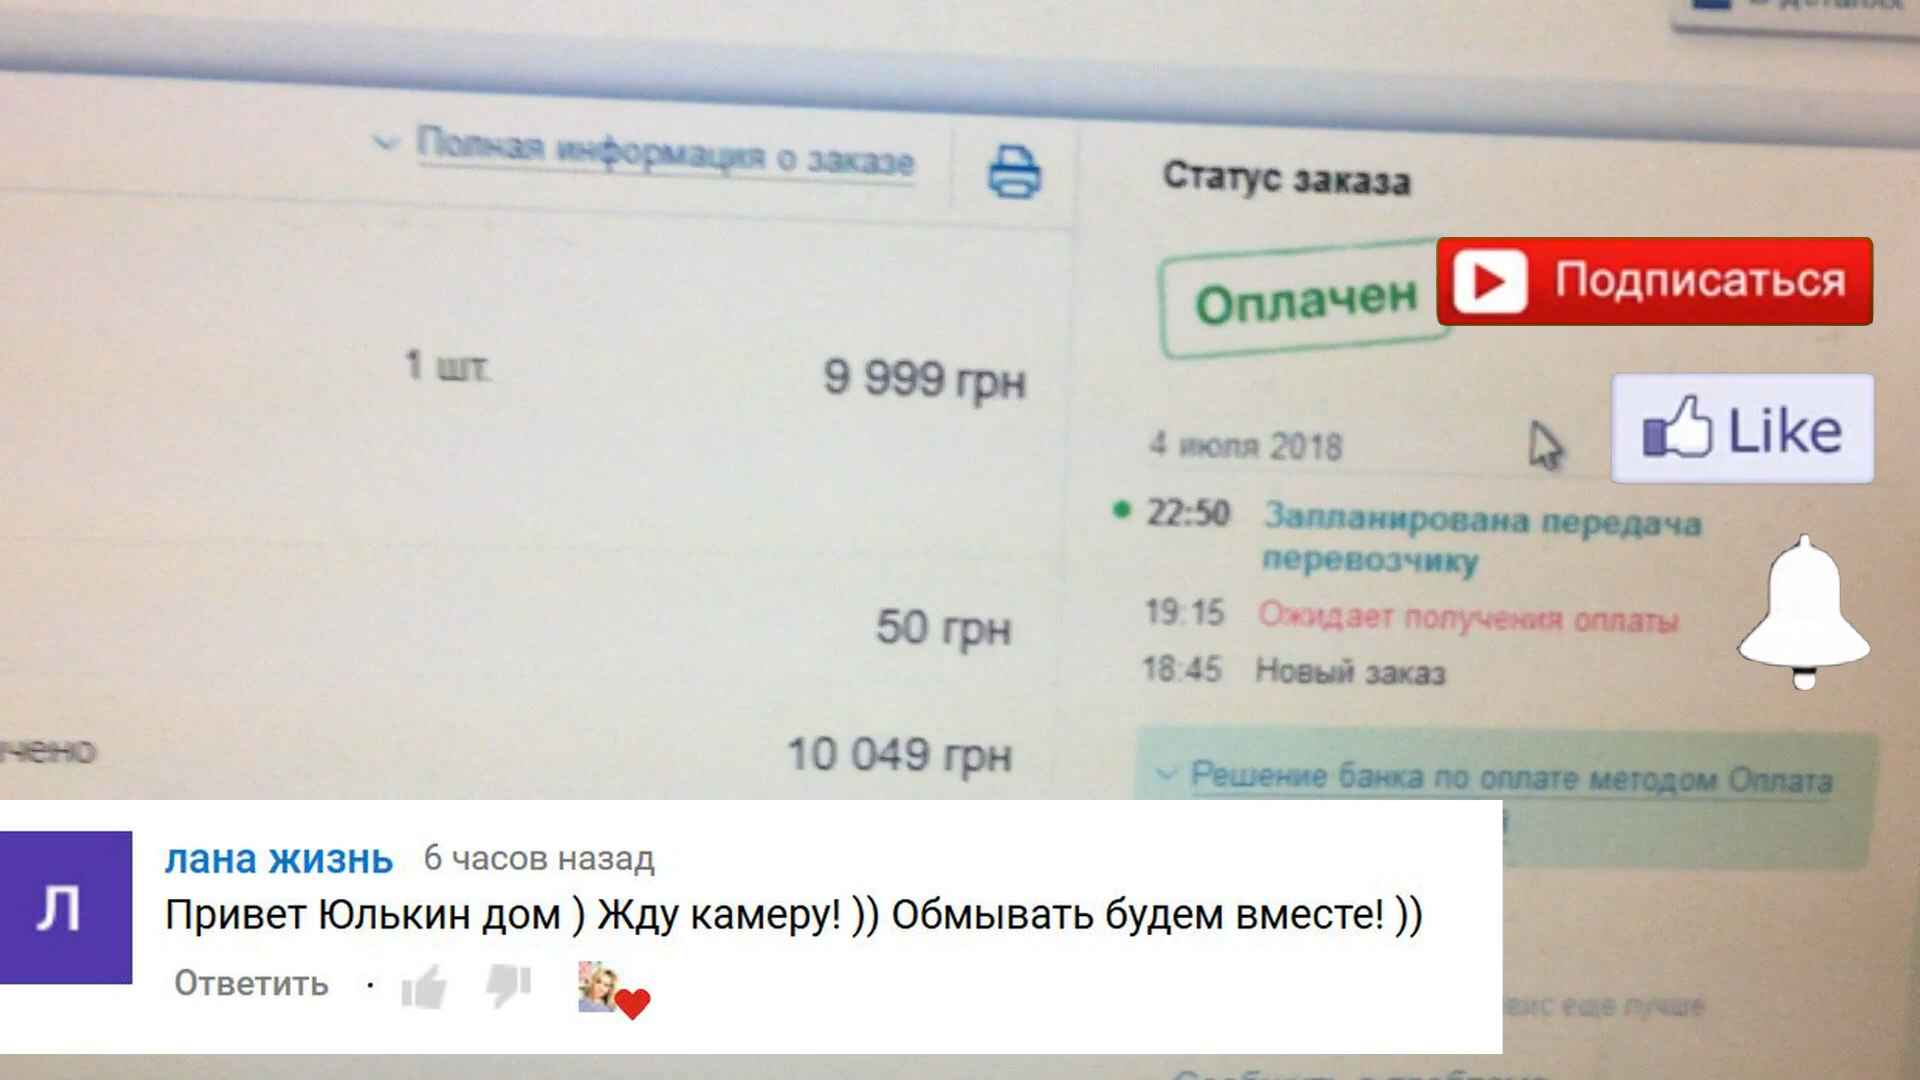 Полная информация о заказе
Статус заказа
Оплачен
Подписаться
1 шт.
9 999 грн
Like
4 июля 2018
22:50 Запланирована передача
перевозчику
19:15 Ожидает получения оплаты
50 грн
18:45 Новый заказ
10 049 грн
Решение банка по оплате методом Оплата
лана жизнь 6 часов назад
Привет Юлькин дом ) Жду камеру! )) Обмывать будем вместе! ))
Л
Ответить
еще лучше